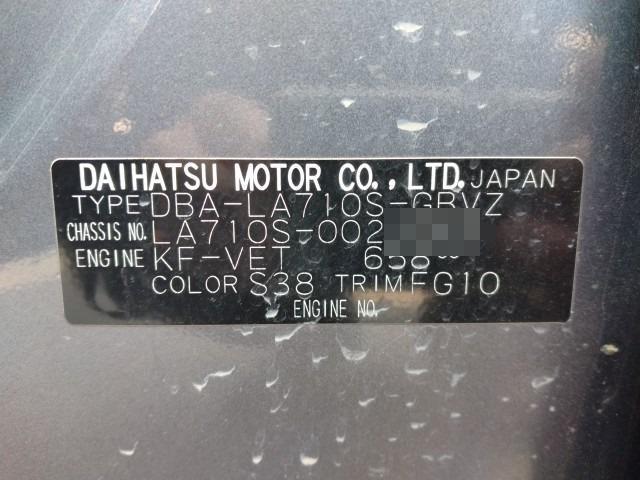 DAIHATSU MOTOR CO., LTD. JAPAN
TYPE DBA-LA710S-GBVZ
CHASSIS NO. LA710S-002
ENGINE KF-VET 658cc
COLOR S38 TRIM FG10
ENGINE NO.